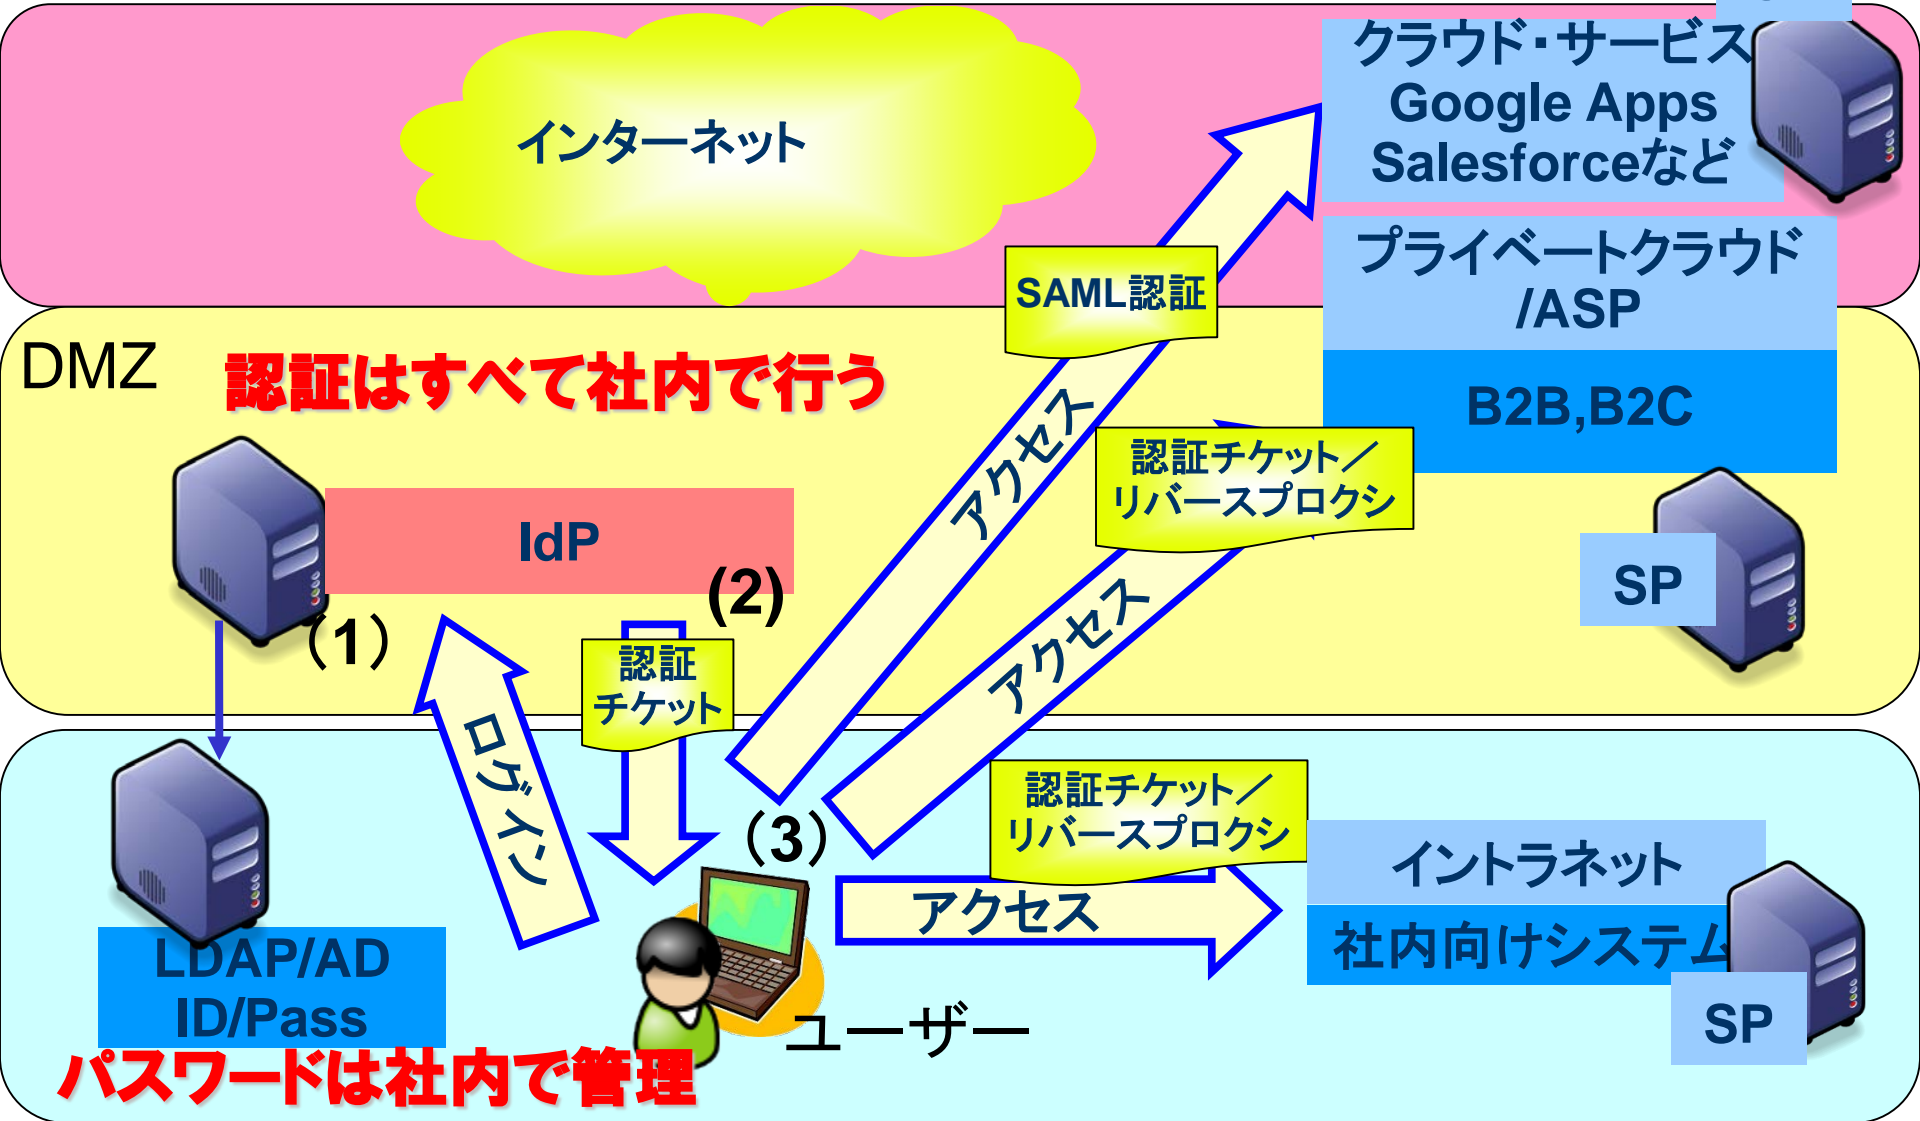 クラウド・サービス
Google Apps
Salesforceなど
インターネット
プライベートクラウド
/ASP
SAML認証
DMZ
認証はすべて社内で行う
B2B,B2C
アクセス
認証チケット／
リバースプロクシ
IdP
SP
(2)
（1）
認証
チケット
アクセス
ログイン
認証チケット／
リバースプロクシ
（3）
イントラネット
アクセス
社内向けシステム
LDAP/AD
ID/Pass
SP
ユーザー
パスワードは社内で管理